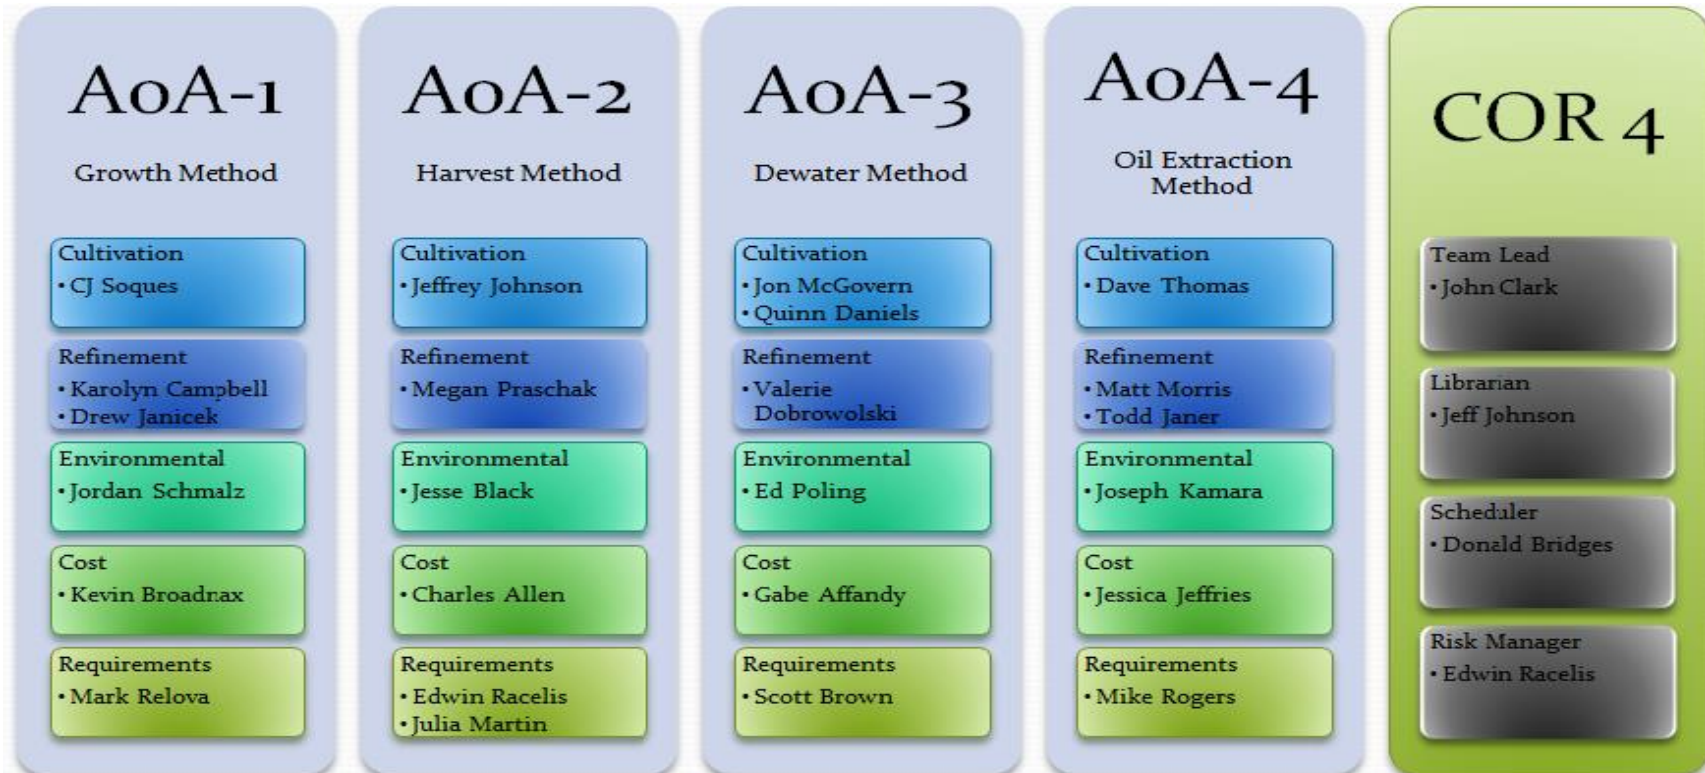 AoA-1
Growth Method
Cultivation
• CJ Soques
Refinement
• Karolyn Campbell
• Drew Janicek
Environmental
• Jordan Schmalz
Cost
• Kevin Broadnax
Requirements
• Mark Relova
AoA-2
Harvest Method
Cultivation
• Jeffrey Johnson
Refinement
• Megan Praschak
Environmental
• Jesse Black
Cost
• Charles Allen
Requirements
• Edwin Racelis
• Julia Martin
AoA-3
Dewater Method
Cultivation
• Jon McGovern
• Quinn Daniels
Refinement
• Valerie
Dobrowolski
Environmental
• Ed Poling
Cost
• Gabe Affandy
Requirements
• Scott Brown
AoA-4
Oil Extraction
Method
Cultivation
• Dave Thomas
Refinement
• Matt Morris
• Todd Janer
Environmental
• Joseph Kamara
Cost
• Jessica Jeffries
Requirements
• Mike Rogers
COR 4
Team Lead
• John Clark
Librarian
• Jeff Johnson
Scheduler
• Donald Bridges
Risk Manager
• Edwin Racelis